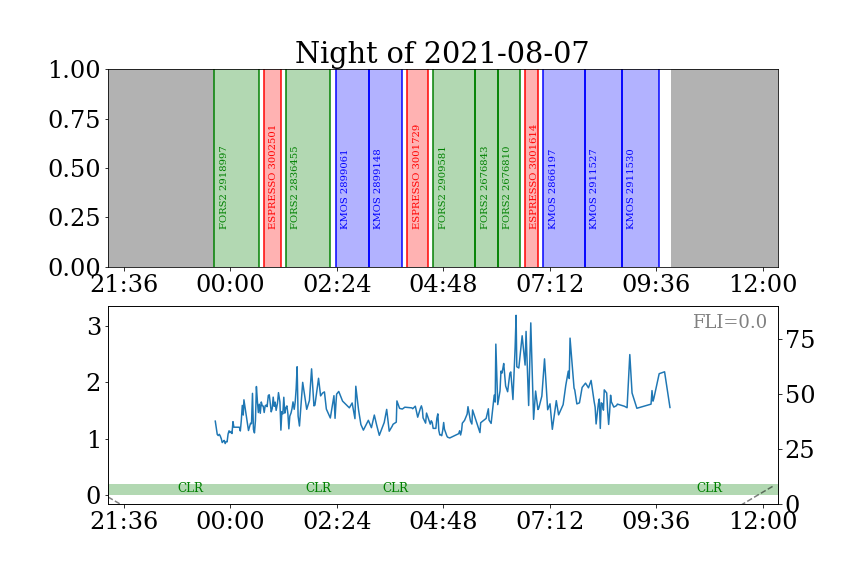 Night of 2021-08-07
1.00
0.75
0.50
0.25
0.00
FORS2 2918997
ESPRESSO 3002501
FORS2 2836455
KMOS 2899061
KMOS 2899148
ESPRESSO 3001729
FORS2 2909581
FORS2 2676843
FORS2 2676810
ESPRESSO 3001614
KMOS 2866197
KMOS 2911527
KMOS 2911530
21:36 00:00 02:24 04:48 07:12 09:36 12:00
FLI=0.0
3
2
1
0
75
50
25
0
CLR CLR CLR CLR
21:36 00:00 02:24 04:48 07:12 09:36 12:00